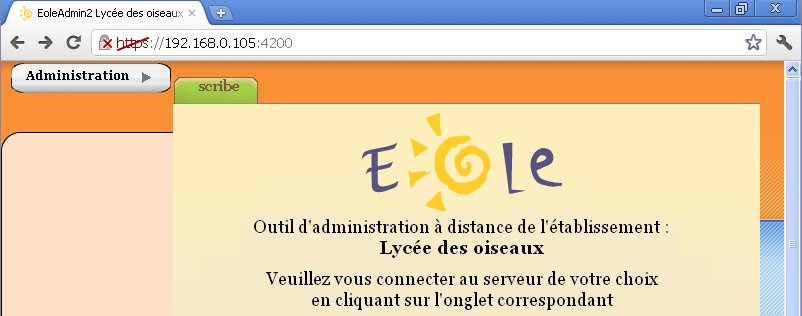 EoleAdmin2 Lycée des oiseaux
https://192.168.0.105:4200
Administration
scribe
EOLE
Outil d'administration à distance de l'établissement :
Lycée des oiseaux
Veuillez vous connecter au serveur de votre choix
en cliquant sur l'onglet correspondant